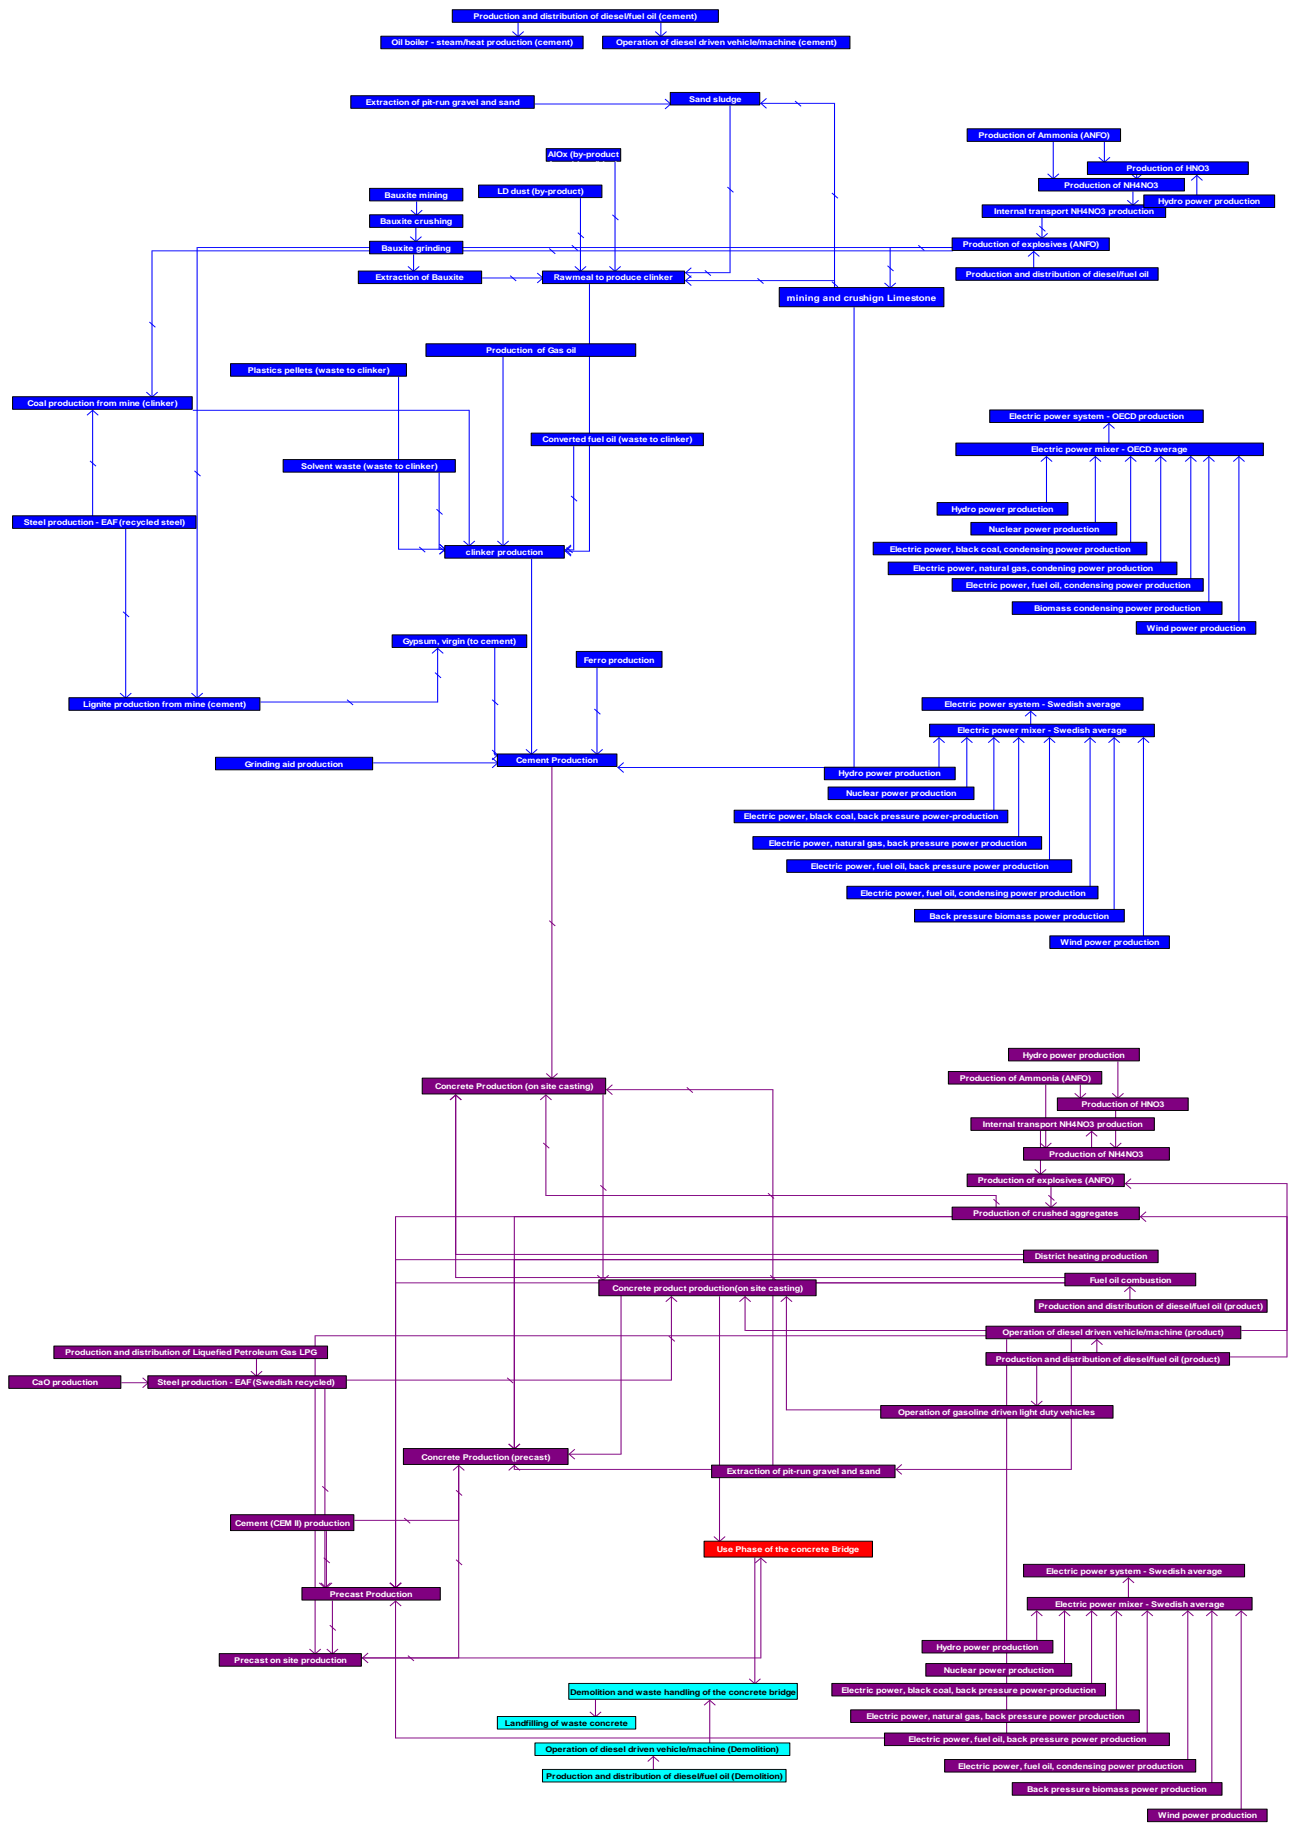 Production and distribution of diesel/fuel oil (cement)
Oil boiler - steam/heat production (cement)
Operation of diesel driven vehicle/machine (cement)
Sand sludge
Extraction of pit-run gravel and sand
Production of Ammonia (ANFO)
AlOx (by-product
Production of HNO3
Production of NH4NO3
LD dust (by-product)
Bauxite mining
Hydro power production
Internal transport NH4NO3 production
Bauxite crushing
Production of explosives (ANFO)
Bauxite grinding
Production and distribution of diesel/fuel oil
Extraction of Bauxite
Rawmeal to produce clinker
mining and crushign Limestone
Production of Gas oil
Plastics pellets (waste to clinker)
Coal production from mine (clinker)
Electric power system - OECD production
Converted fuel oil (waste to clinker)
Electric power mixer - OECD average
Solvent waste (waste to clinker)
Hydro power production
Steel production - EAF (recycled steel)
Nuclear power production
Electric power, black coal, condensing power production
clinker production
Electric power, natural gas, condening power production
Electric power, fuel oil, condensing power production
Biomass condensing power production
Wind power production
Gypsum, virgin (to cement)
Ferro production
Lignite production from mine (cement)
Electric power system - Swedish average
Electric power mixer - Swedish average
Cement Production
Grinding aid production
Hydro power production
Nuclear power production
Electric power, black coal, back pressure power-production
Electric power, natural gas, back pressure power production
Electric power, fuel oil, back pressure power production
Electric power, fuel oil, condensing power production
Back pressure biomass power production
Wind power production
Hydro power production
Production of Ammonia (ANFO)
Concrete Production (on site casting)
Production of HNO3
Internal transport NH4NO3 production
Production of NH4NO3
Production of explosives (ANFO)
Production of crushed aggregates
District heating production
Fuel oil combustion
Concrete product production(on site casting)
Production and distribution of diesel/fuel oil (product)
Operation of diesel driven vehicle/machine (product)
Production and distribution of Liquefied Petroleum Gas LPG
Production and distribution of diesel/fuel oil (product)
CaO production
Steel production - EAF (Swedish recycled)
Operation of gasoline driven light duty vehicles
Concrete Production (precast)
Extraction of pit-run gravel and sand
Cement (CEM II) production
Use Phase of the concrete Bridge
Electric power system - Swedish average
Precast Production
Electric power mixer - Swedish average
Hydro power production
Precast on site production
Nuclear power production
Electric power, black coal, back pressure power-production
Demolition and waste handling of the concrete bridge
Electric power, natural gas, back pressure power production
Landfilling of waste concrete
Electric power, fuel oil, back pressure power production
Operation of diesel driven vehicle/machine (Demolition)
Electric power, fuel oil, condensing power production
Production and distribution of diesel/fuel oil (Demolition)
Back pressure biomass power production
Wind power production